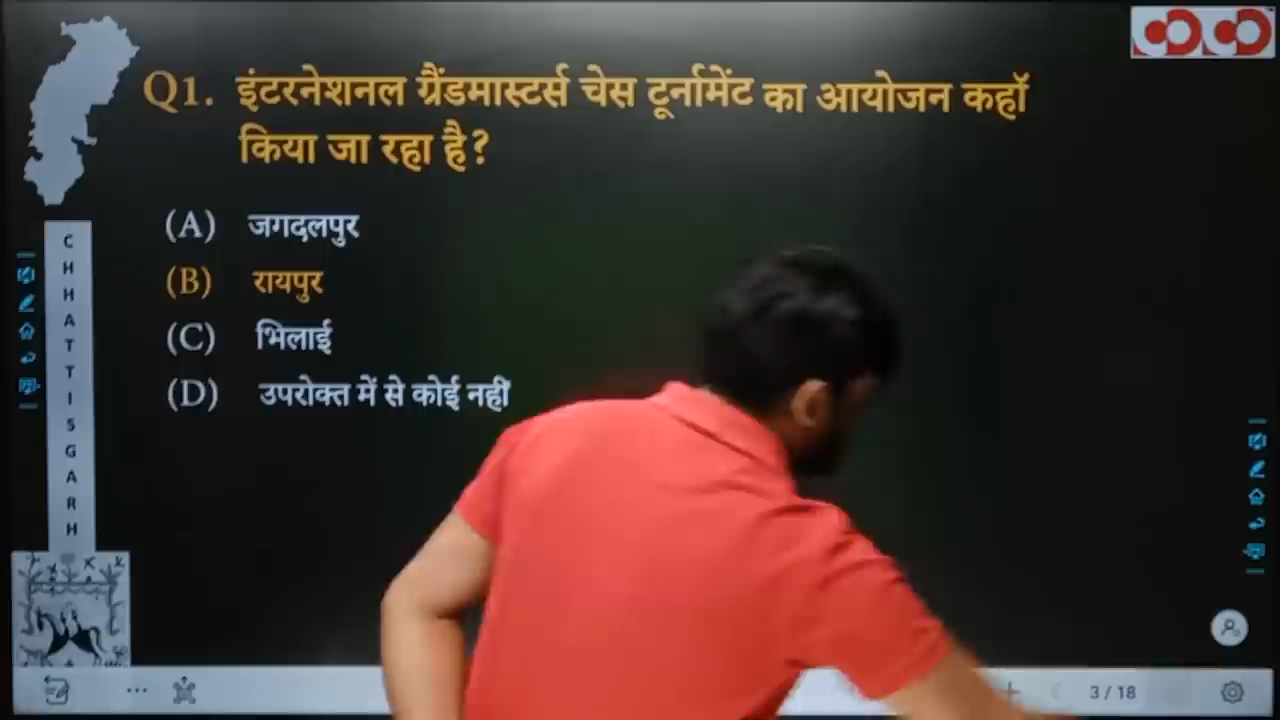 Q1. इंटरनेशनल ग्रैंडमास्टर्स चेस टूर्नामेंट का आयोजन कहॉ
किया जा रहा है?
(A) जगदलपुर
(B) रायपुर
(C) भिलाई
(D) उपरोक्त में से कोई नहीं
CHHATTISGARH
3 / 18